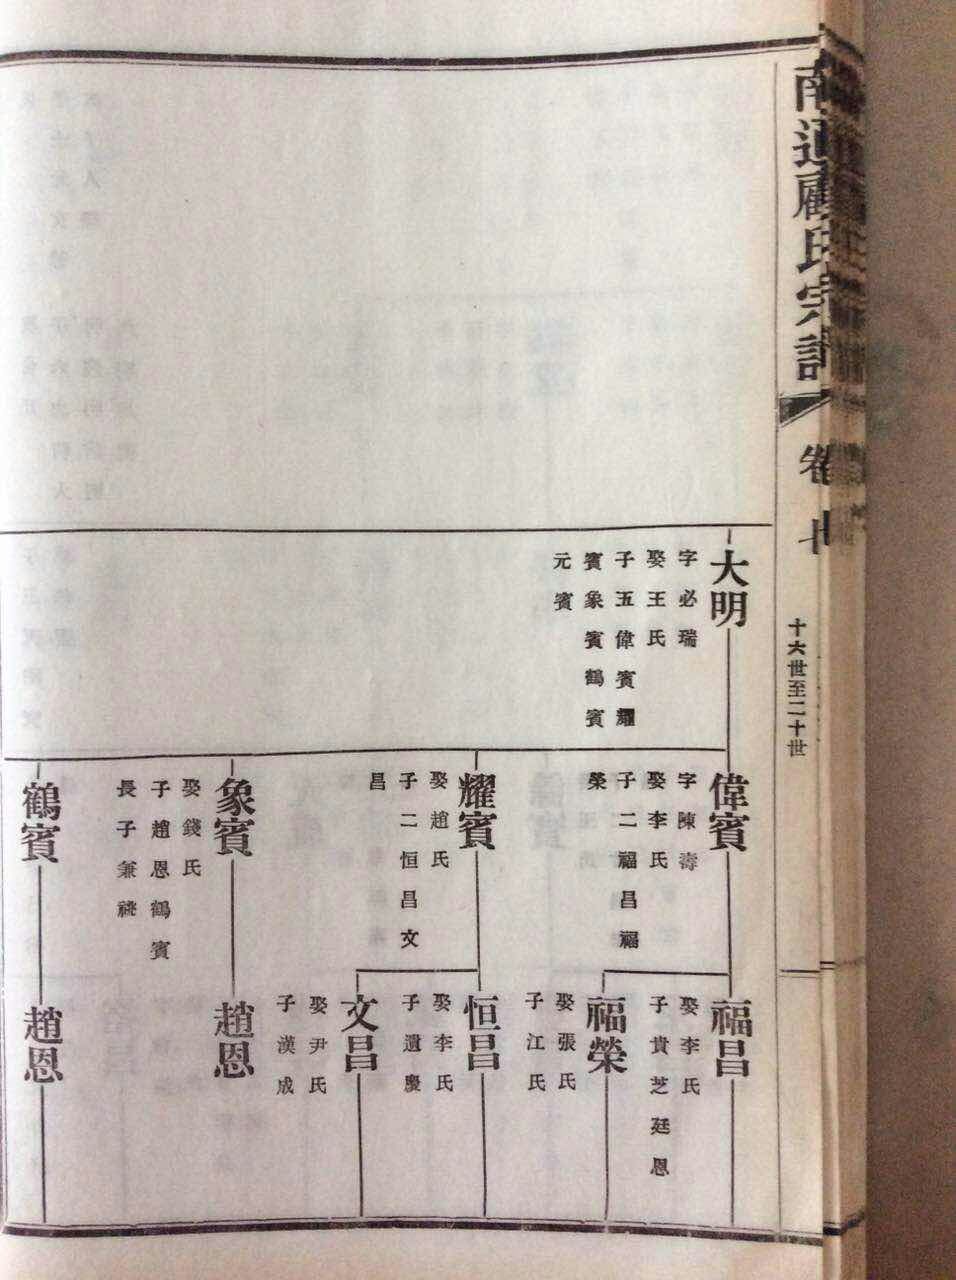 南通顧氏宗譜
卷七
十六世至二十世
大明
字必瑞
娶王氏
子五偉賓耀
賓象賓鶴賓
元賓
偉賓
字陳壽
娶李氏
子二福昌福
榮
耀賓
娶趙氏
子二恒昌文
昌
象賓
娶錢氏
子趙恩鶴賓
長子兼祧
鶴賓
福昌
娶李氏
子貴芝廷恩
福榮
娶張氏
子江氏
恒昌
娶李氏
子遺慶
文昌
娶尹氏
子漢成
趙恩
趙恩